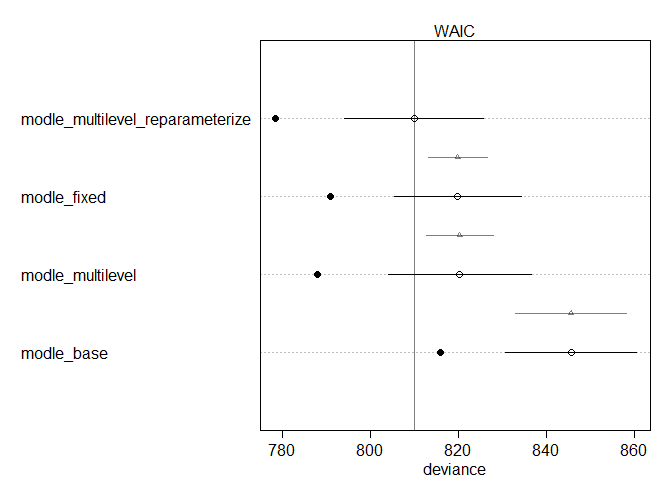 WAIC
modle_multilevel_reparameterize
modle_fixed
modle_multilevel
modle_base
780 800 820 840 860
deviance